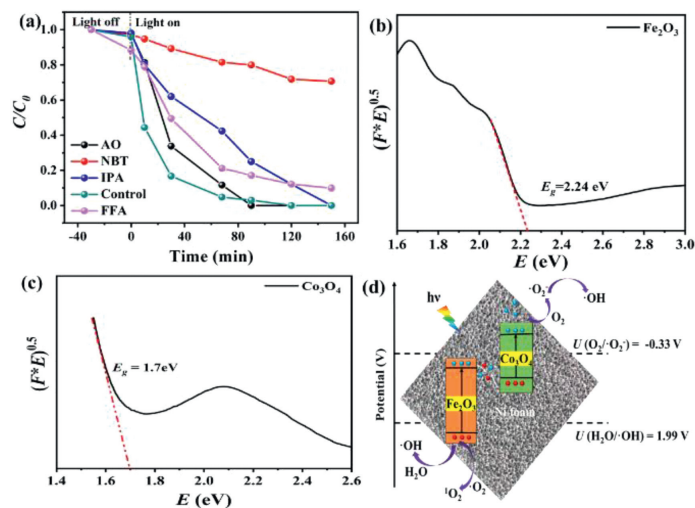 (a)
Light off
Light on
C/C0
1.0
0.8
0.6
0.4
0.2
0.0
AO
NBT
IPA
Control
FFA
-40
0
40
80
120
160
Time (min)
(b)
Fe2O3
(F*E)^0.5
Eg=2.24 eV
1.6
1.8
2.0
2.2
2.4
2.6
2.8
3.0
E (eV)
(c)
Co3O4
(F*E)^0.5
Eg = 1.7eV
1.4
1.6
1.8
2.0
2.2
2.4
2.6
E (eV)
(d)
Potential (V)
hν
·O2-
·OH
O2
U (O2/·O2-) = -0.33 V
Co3O4
Fe2O3
Ni foam
U (H2O/·OH) = 1.99 V
·OH
H2O
1O2
·O2-